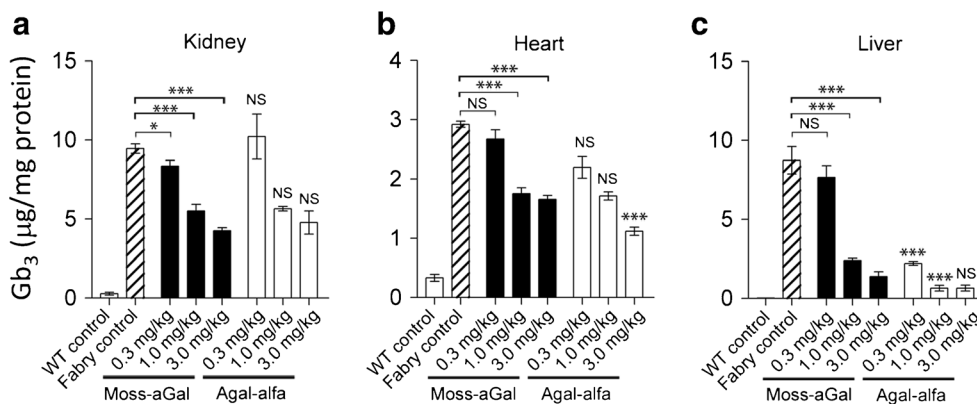 a
Kidney
Gb3 (µg/mg protein)
15
10
5
0
*
***
***
NS
NS
NS
WT control
Fabry control
0.3 mg/kg
1.0 mg/kg
3.0 mg/kg
0.3 mg/kg
1.0 mg/kg
3.0 mg/kg
Moss-aGal
Agal-alfa
b
Heart
4
3
2
1
0
***
***
NS
NS
NS
***
WT control
Fabry control
0.3 mg/kg
1.0 mg/kg
3.0 mg/kg
0.3 mg/kg
1.0 mg/kg
3.0 mg/kg
Moss-aGal
Agal-alfa
c
Liver
15
10
5
0
***
***
NS
***
***
NS
WT control
Fabry control
0.3 mg/kg
1.0 mg/kg
3.0 mg/kg
0.3 mg/kg
1.0 mg/kg
3.0 mg/kg
Moss-aGal
Agal-alfa